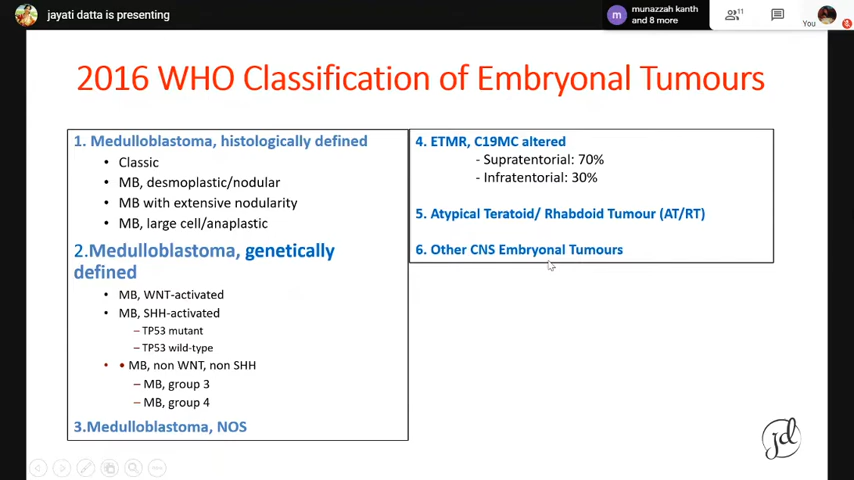 jayati datta is presenting
m
munazzah kanth
and 8 more
11
You
2016 WHO Classification of Embryonal Tumours
1. Medulloblastoma, histologically defined
• Classic
• MB, desmoplastic/nodular
• MB with extensive nodularity
• MB, large cell/anaplastic
2.Medulloblastoma, genetically
defined
• MB, WNT-activated
• MB, SHH-activated
– TP53 mutant
– TP53 wild-type
• • MB, non WNT, non SHH
– MB, group 3
– MB, group 4
3.Medulloblastoma, NOS
4. ETMR, C19MC altered
- Supratentorial: 70%
- Infratentorial: 30%
5. Atypical Teratoid/ Rhabdoid Tumour (AT/RT)
6. Other CNS Embryonal Tumours
jd